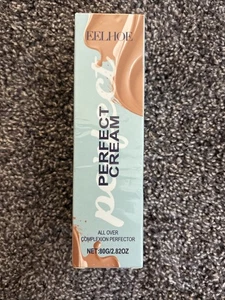 EELHOE
perfect
PERFECT
CREAM
ALL OVER
COMPLEXION PERFECTOR
NET:80G/2.82OZ